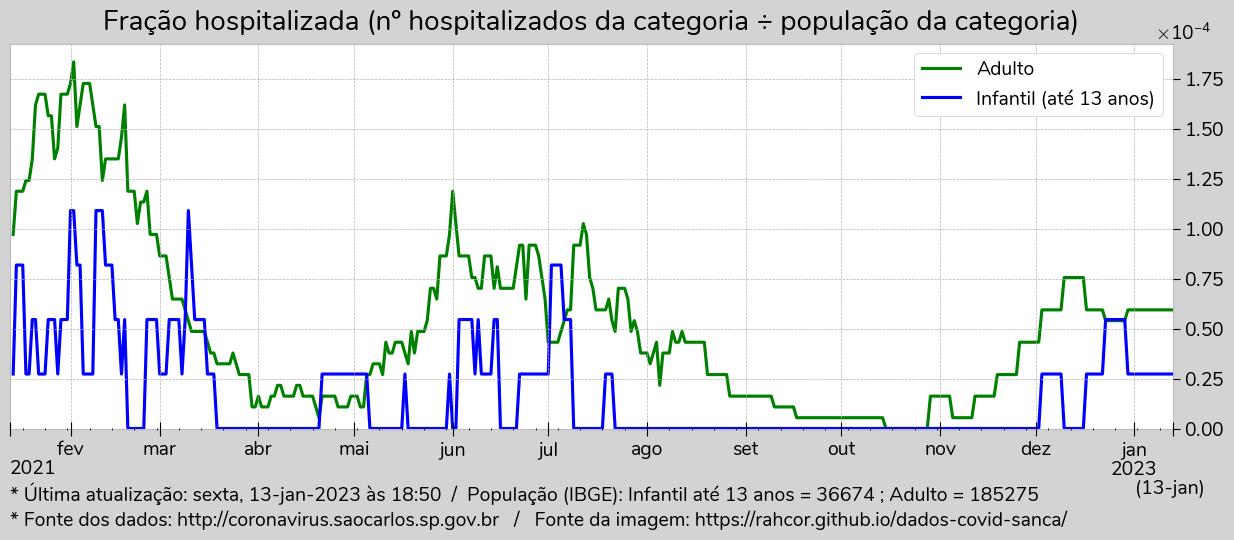 Fração hospitalizada (nº hospitalizados da categoria ÷ população da categoria)
×10⁻⁴
Adulto
Infantil (até 13 anos)
1.75
1.50
1.25
1.00
0.75
0.50
0.25
0.00
fev mar abr mai jun jul ago set out nov dez jan
2021 2023
(13-jan)
* Última atualização: sexta, 13-jan-2023 às 18:50 / População (IBGE): Infantil até 13 anos = 36674 ; Adulto = 185275
* Fonte dos dados: http://coronavirus.saocarlos.sp.gov.br / Fonte da imagem: https://rahcor.github.io/dados-covid-sanca/